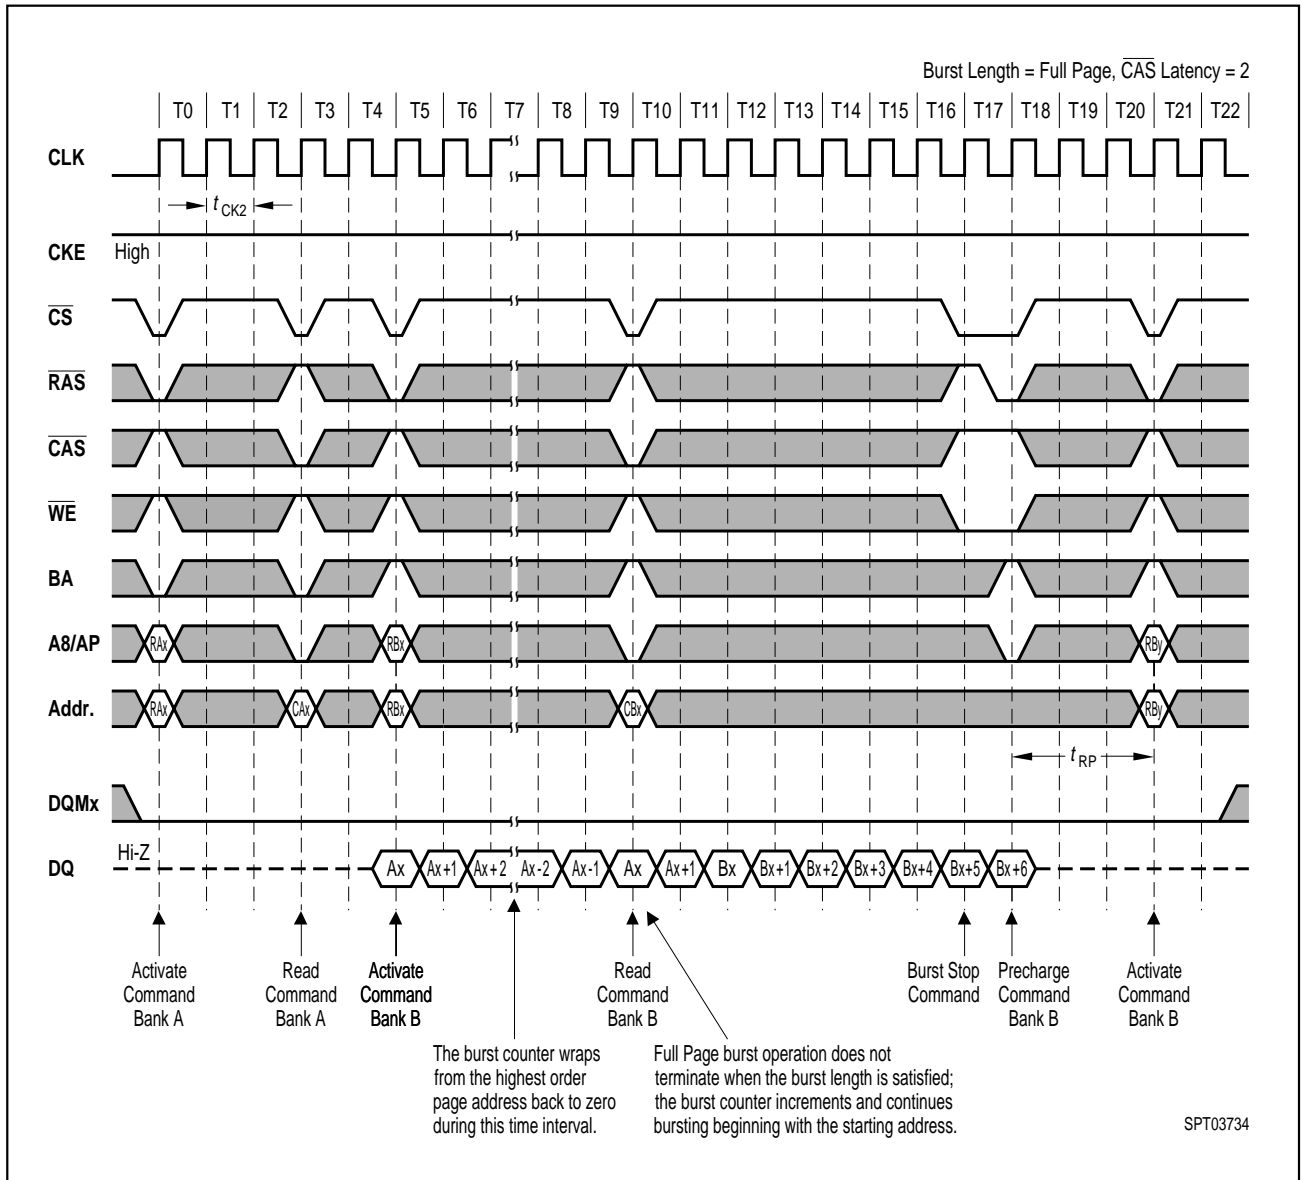 Burst Length = Full Page, CAS Latency = 2
T0 T1 T2 T3 T4 T5 T6 T7 T8 T9 T10 T11 T12 T13 T14 T15 T16 T17 T18 T19 T20 T21 T22
CLK
t CK2
CKE High
CS
RAS
CAS
WE
BA
A8/AP RAx RBx RBy
Addr. RAx CAx RBx CBx RBy
t RP
DQMx
Hi-Z
DQ Ax Ax+1 Ax+2 Ax-2 Ax-1 Ax Ax+1 Bx Bx+1 Bx+2 Bx+3 Bx+4 Bx+5 Bx+6
Activate
Command
Bank A
Read
Command
Bank A
Activate
Command
Bank B
Read
Command
Bank B
Burst Stop
Command
Precharge
Command
Bank B
Activate
Command
Bank B
The burst counter wraps
from the highest order
page address back to zero
during this time interval.
Full Page burst operation does not
terminate when the burst length is satisfied;
the burst counter increments and continues
bursting beginning with the starting address.
SPT03734